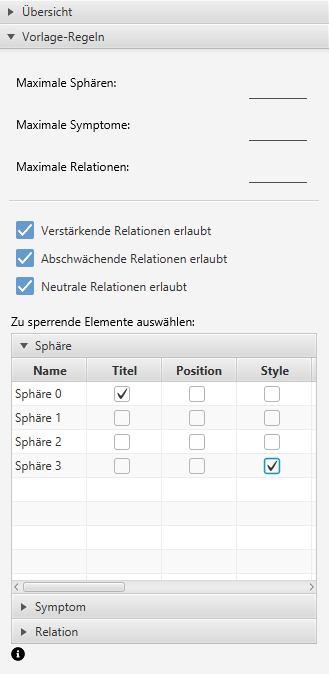 Übersicht
Vorlage-Regeln
Maximale Sphären:
Maximale Symptome:
Maximale Relationen:
Verstärkende Relationen erlaubt
Abschwächende Relationen erlaubt
Neutrale Relationen erlaubt
Zu sperrende Elemente auswählen:
Sphäre
Name Titel Position Style
Sphäre 0
Sphäre 1
Sphäre 2
Sphäre 3
Symptom
Relation